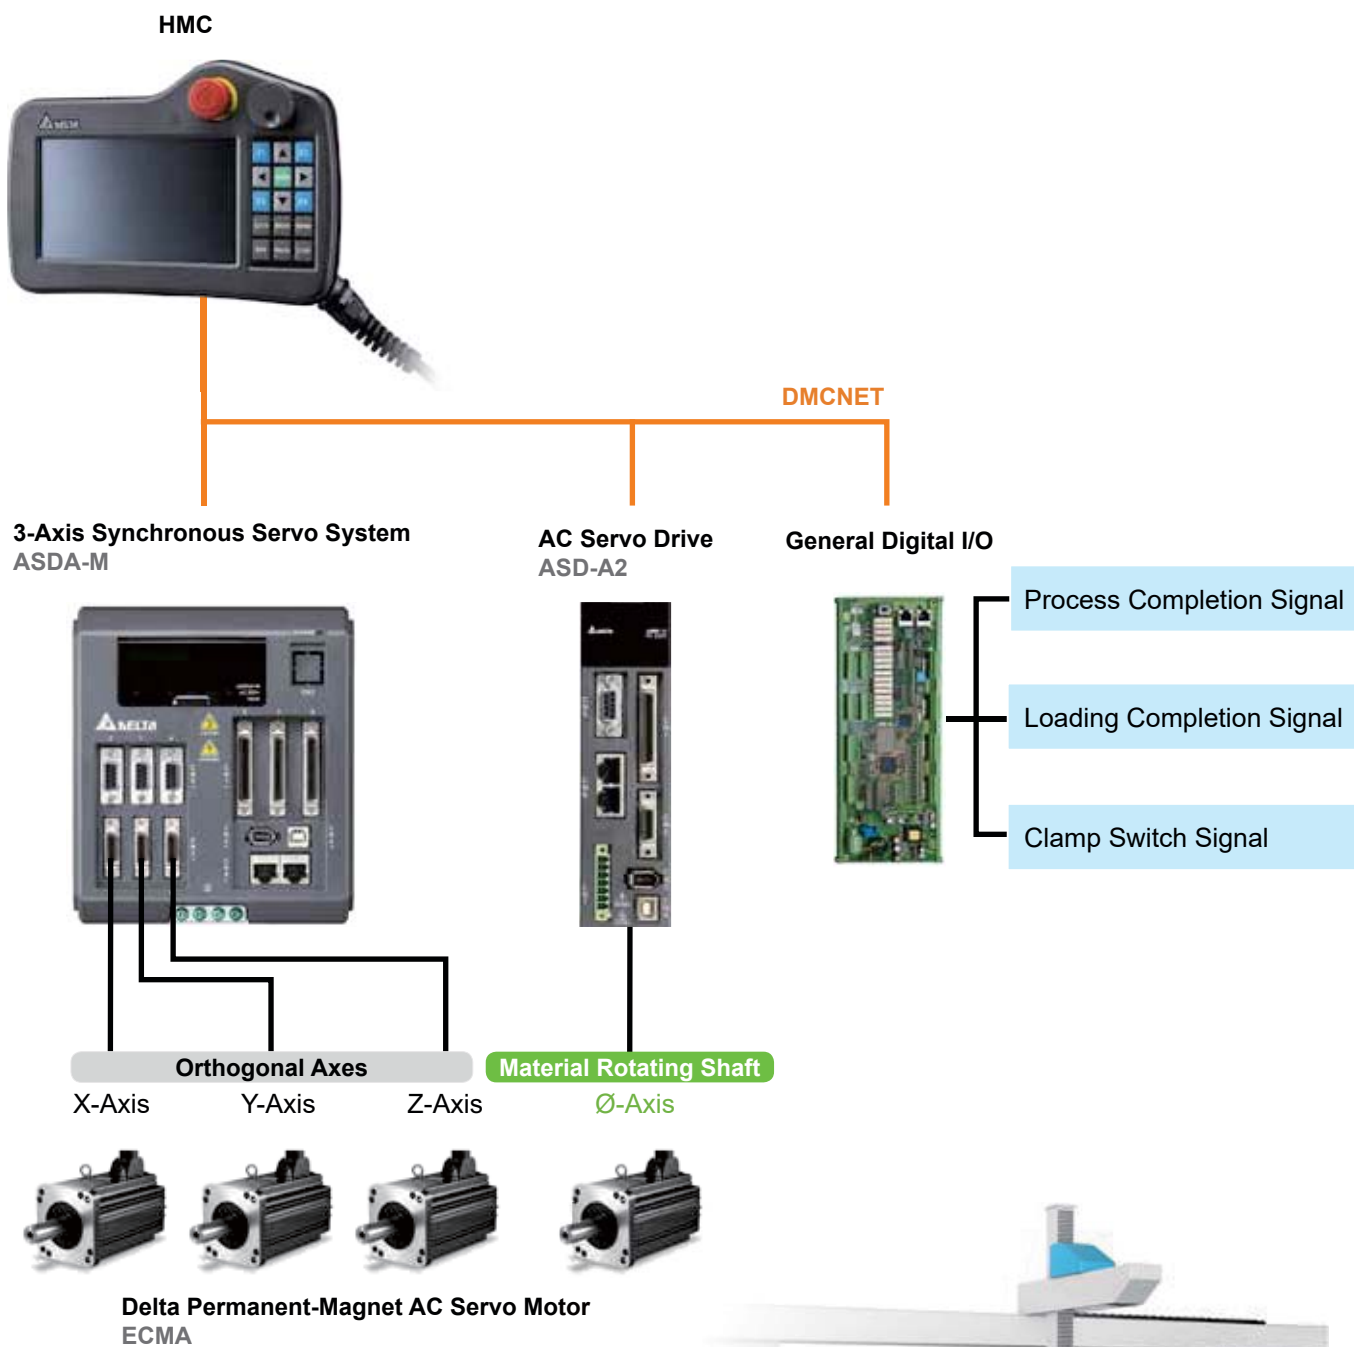 HMC
DELTA
DMCNET
3-Axis Synchronous Servo System
ASDA-M
AC Servo Drive
ASD-A2
General Digital I/O
Process Completion Signal
Loading Completion Signal
Clamp Switch Signal
DELTA
Orthogonal Axes
Material Rotating Shaft
X-Axis
Y-Axis
Z-Axis
Ø-Axis
Delta Permanent-Magnet AC Servo Motor
ECMA